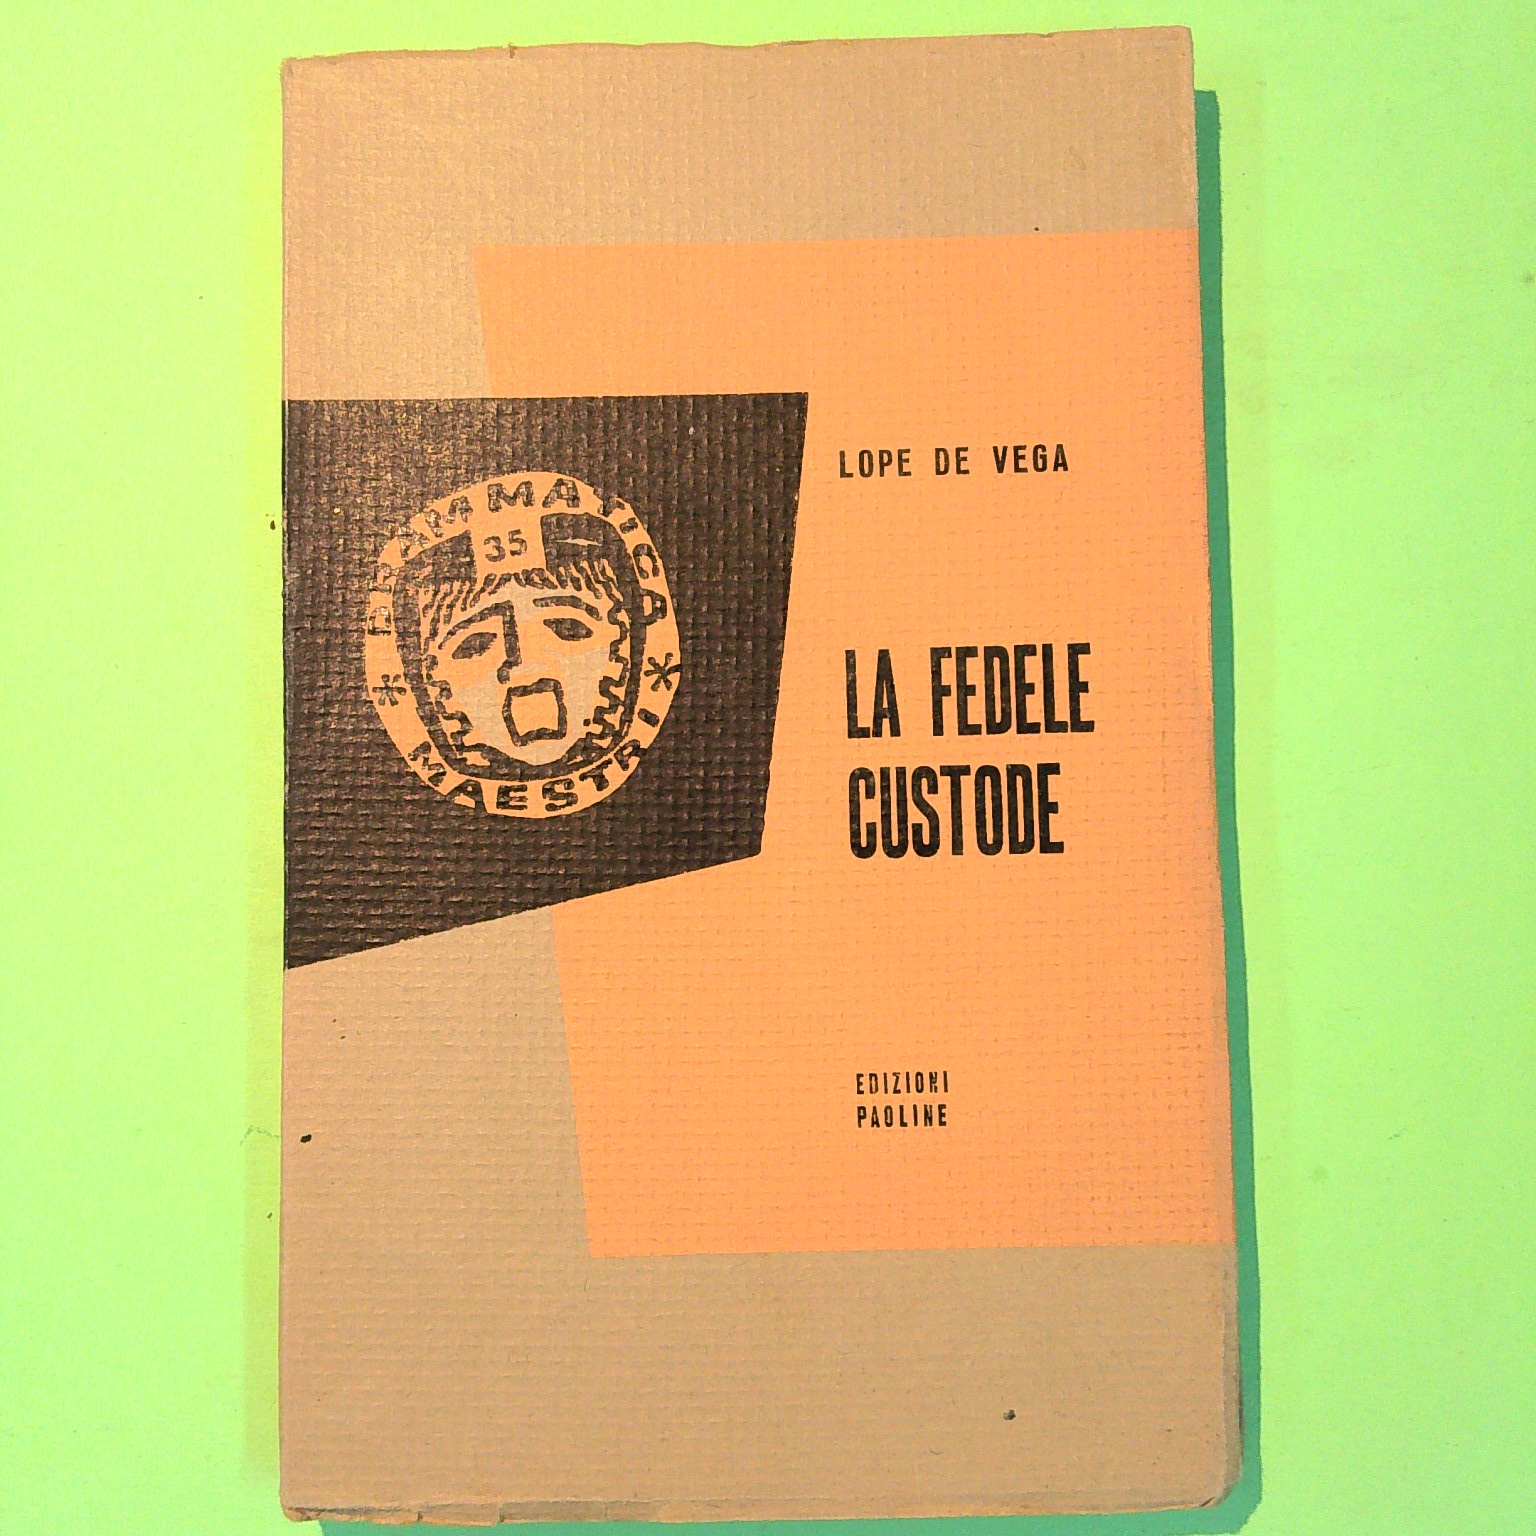 DRAMMATICA
35
* MAESTRI *
LOPE DE VEGA
LA FEDELE
CUSTODE
EDIZIONI
PAOLINE